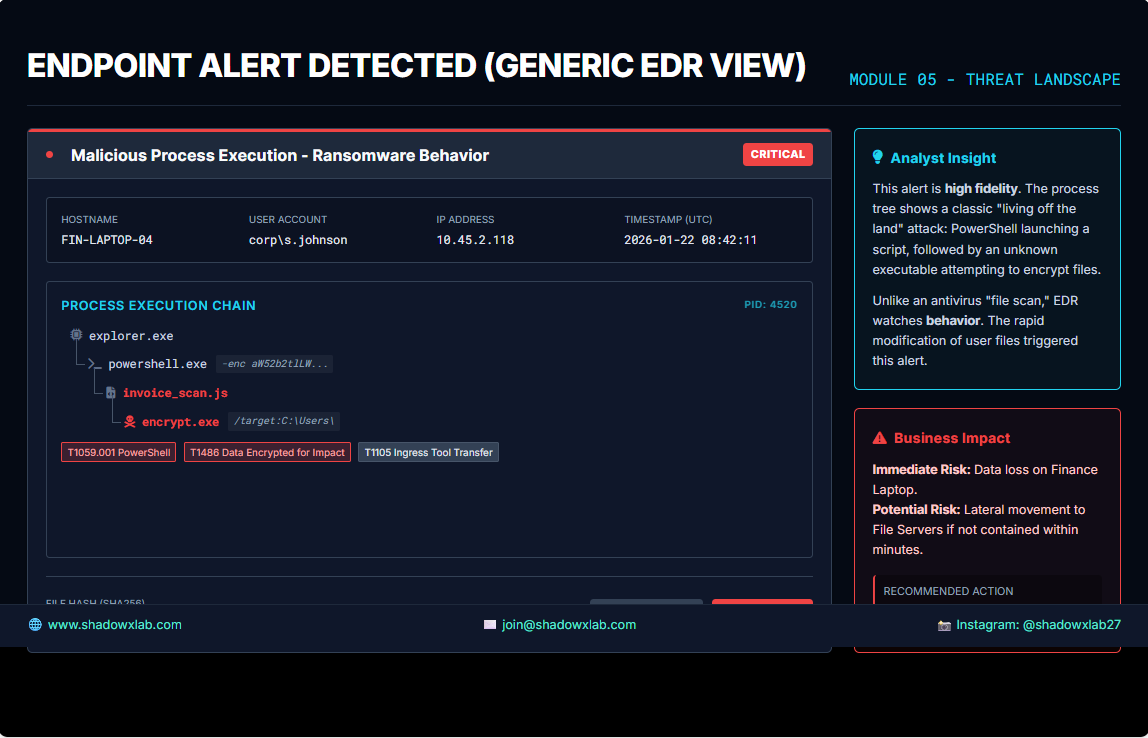 ENDPOINT ALERT DETECTED (GENERIC EDR VIEW)
MODULE 05 - THREAT LANDSCAPE
Malicious Process Execution - Ransomware Behavior
CRITICAL
HOSTNAME
FIN-LAPTOP-04
USER ACCOUNT
corp\s.johnson
IP ADDRESS
10.45.2.118
TIMESTAMP (UTC)
2026-01-22 08:42:11
PROCESS EXECUTION CHAIN
PID: 4520
explorer.exe
powershell.exe -enc aW52b2tlLW...
invoice_scan.js
encrypt.exe /target:C:\Users\
T1059.001 PowerShell
T1486 Data Encrypted for Impact
T1105 Ingress Tool Transfer
FILE HASH (SHA256)
Analyst Insight
This alert is high fidelity. The process
tree shows a classic "living off the
land" attack: PowerShell launching a
script, followed by an unknown
executable attempting to encrypt files.
Unlike an antivirus "file scan," EDR
watches behavior. The rapid
modification of user files triggered
this alert.
Business Impact
Immediate Risk: Data loss on Finance
Laptop.
Potential Risk: Lateral movement to
File Servers if not contained within
minutes.
RECOMMENDED ACTION
www.shadowxlab.com
join@shadowxlab.com
Instagram: @shadowxlab27